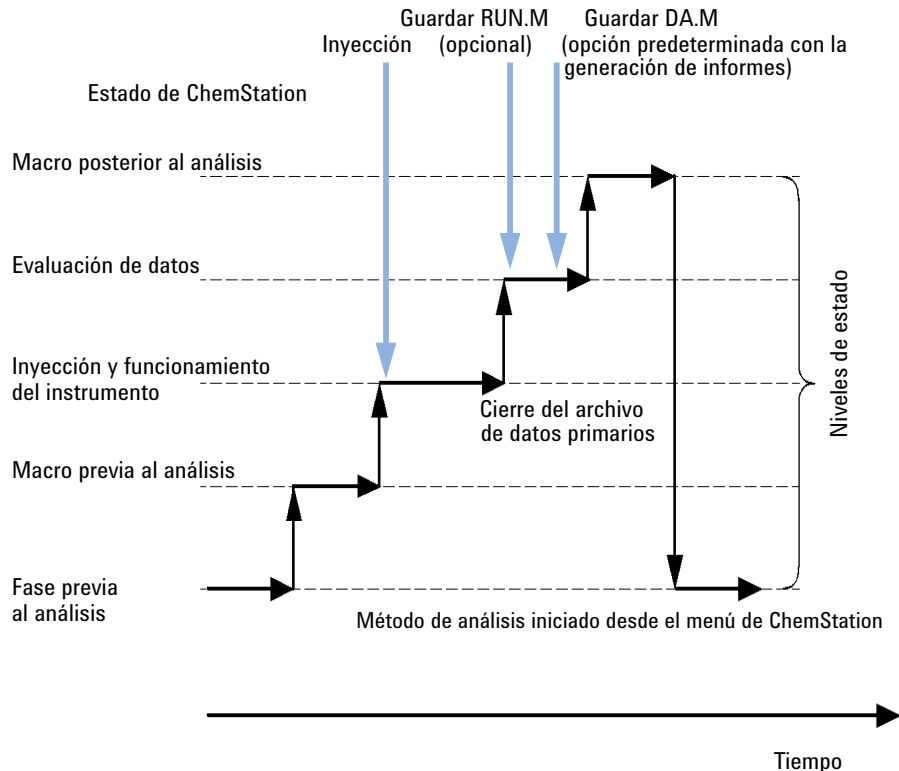 Guardar RUN.M
(opcional)
Guardar DA.M
(opción predeterminada con la
generación de informes)
Inyección
Estado de ChemStation
Macro posterior al análisis
Evaluación de datos
Inyección y funcionamiento
del instrumento
Cierre del archivo
de datos primarios
Niveles de estado
Macro previa al análisis
Fase previa
al análisis
Método de análisis iniciado desde el menú de ChemStation
Tiempo